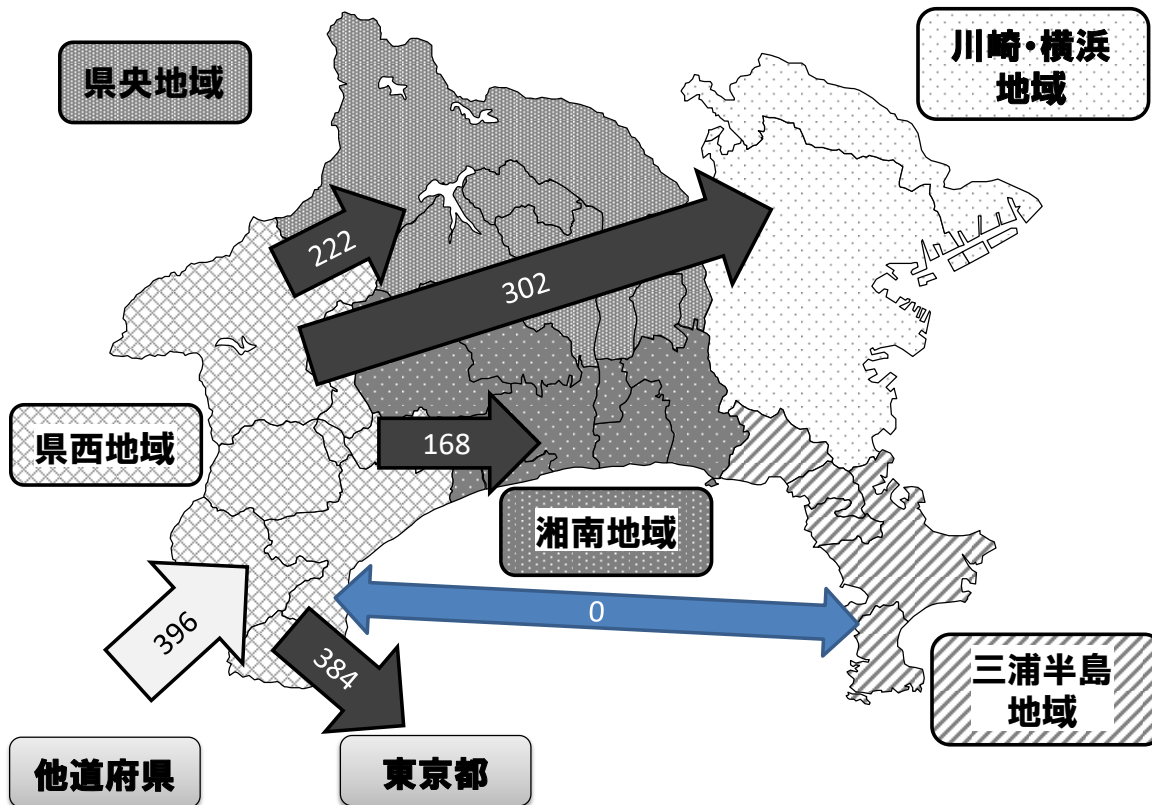 県央地域
川崎・横浜
地域
222
302
県西地域
168
湘南地域
0
396
384
三浦半島
地域
他道府県
東京都